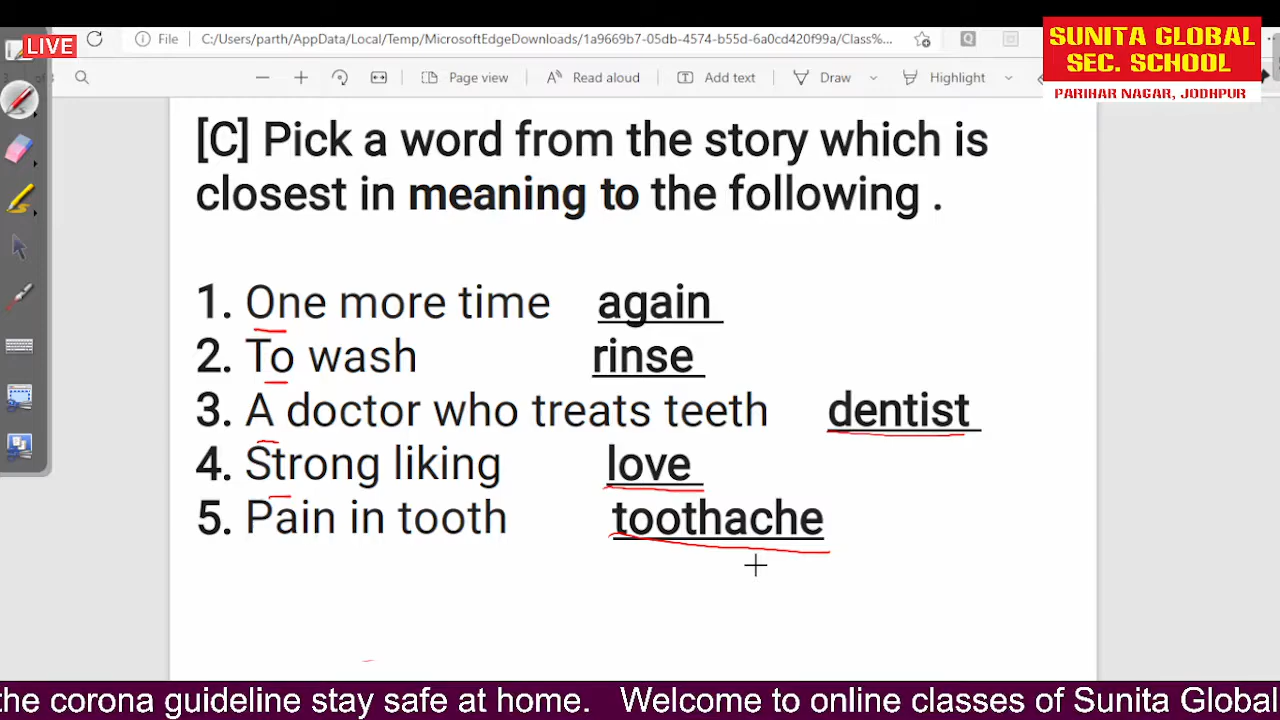 LIVE
File C:/Users/parth/AppData/Local/Temp/MicrosoftEdgeDownloads/1a9669b7-05db-4574-b55d-6a0cd420f99a/Class%...
Page view Read aloud Add text Draw Highlight
SUNITA GLOBAL
SEC. SCHOOL
PARIHAR NAGAR, JODHPUR
[C] Pick a word from the story which is
closest in meaning to the following .
1. One more time again
2. To wash rinse
3. A doctor who treats teeth dentist
4. Strong liking love
5. Pain in tooth toothache
the corona guideline stay safe at home. Welcome to online classes of Sunita Global